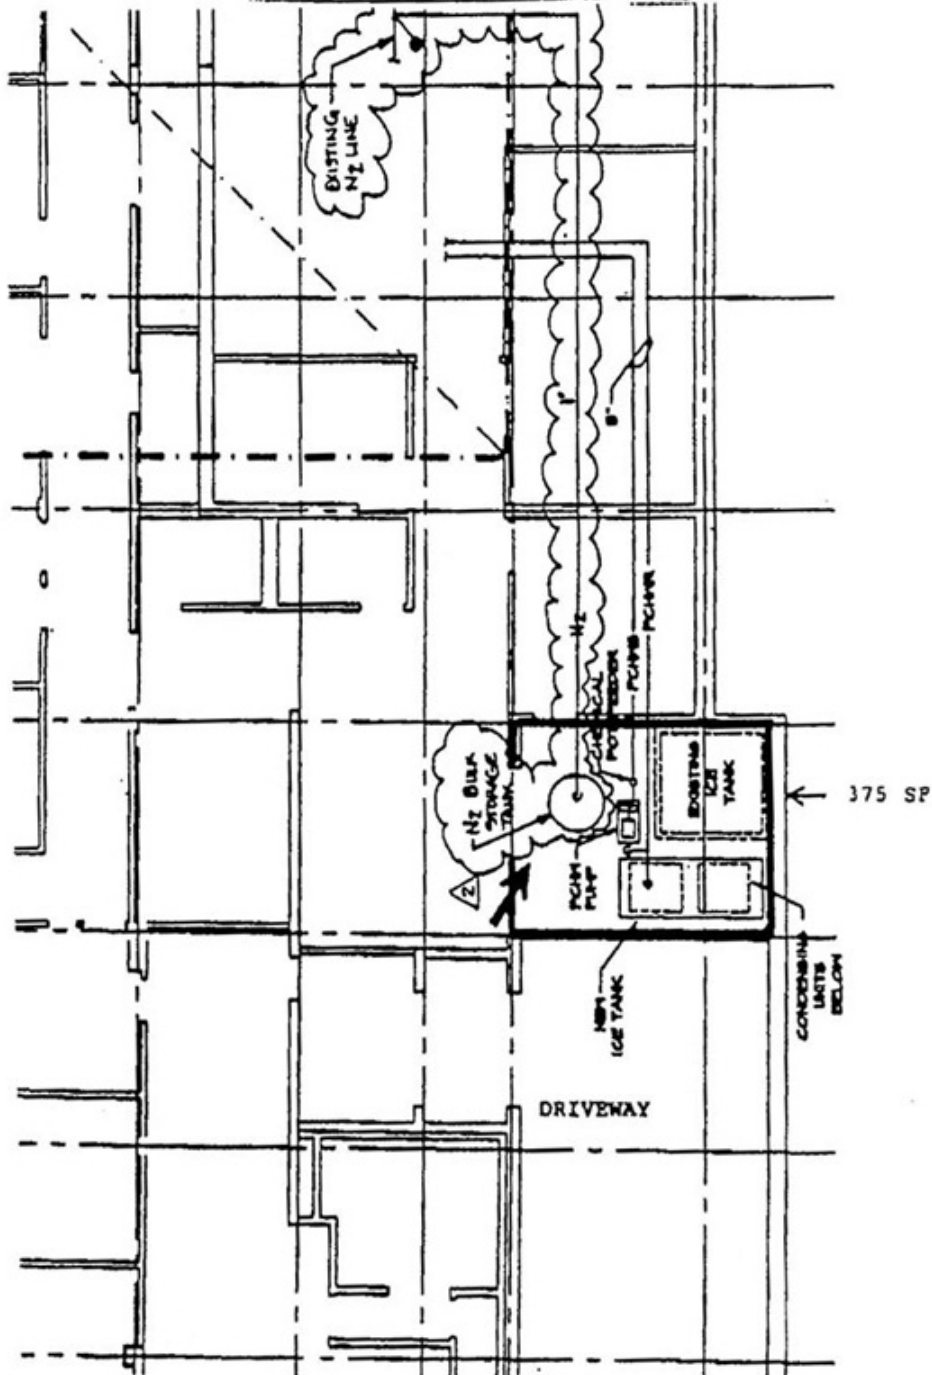 EXISTING
N2 LINE
1"
8"
N2
CHEMICAL
POT FEEDER
PCHWS
PCHWR
N2 BULK
STORAGE
TANK
2
EXISTING
ICE
TANK
375 SF
PCHW
PUMP
NEW
ICE TANK
CONDENSING
UNITS
BELOW
DRIVEWAY